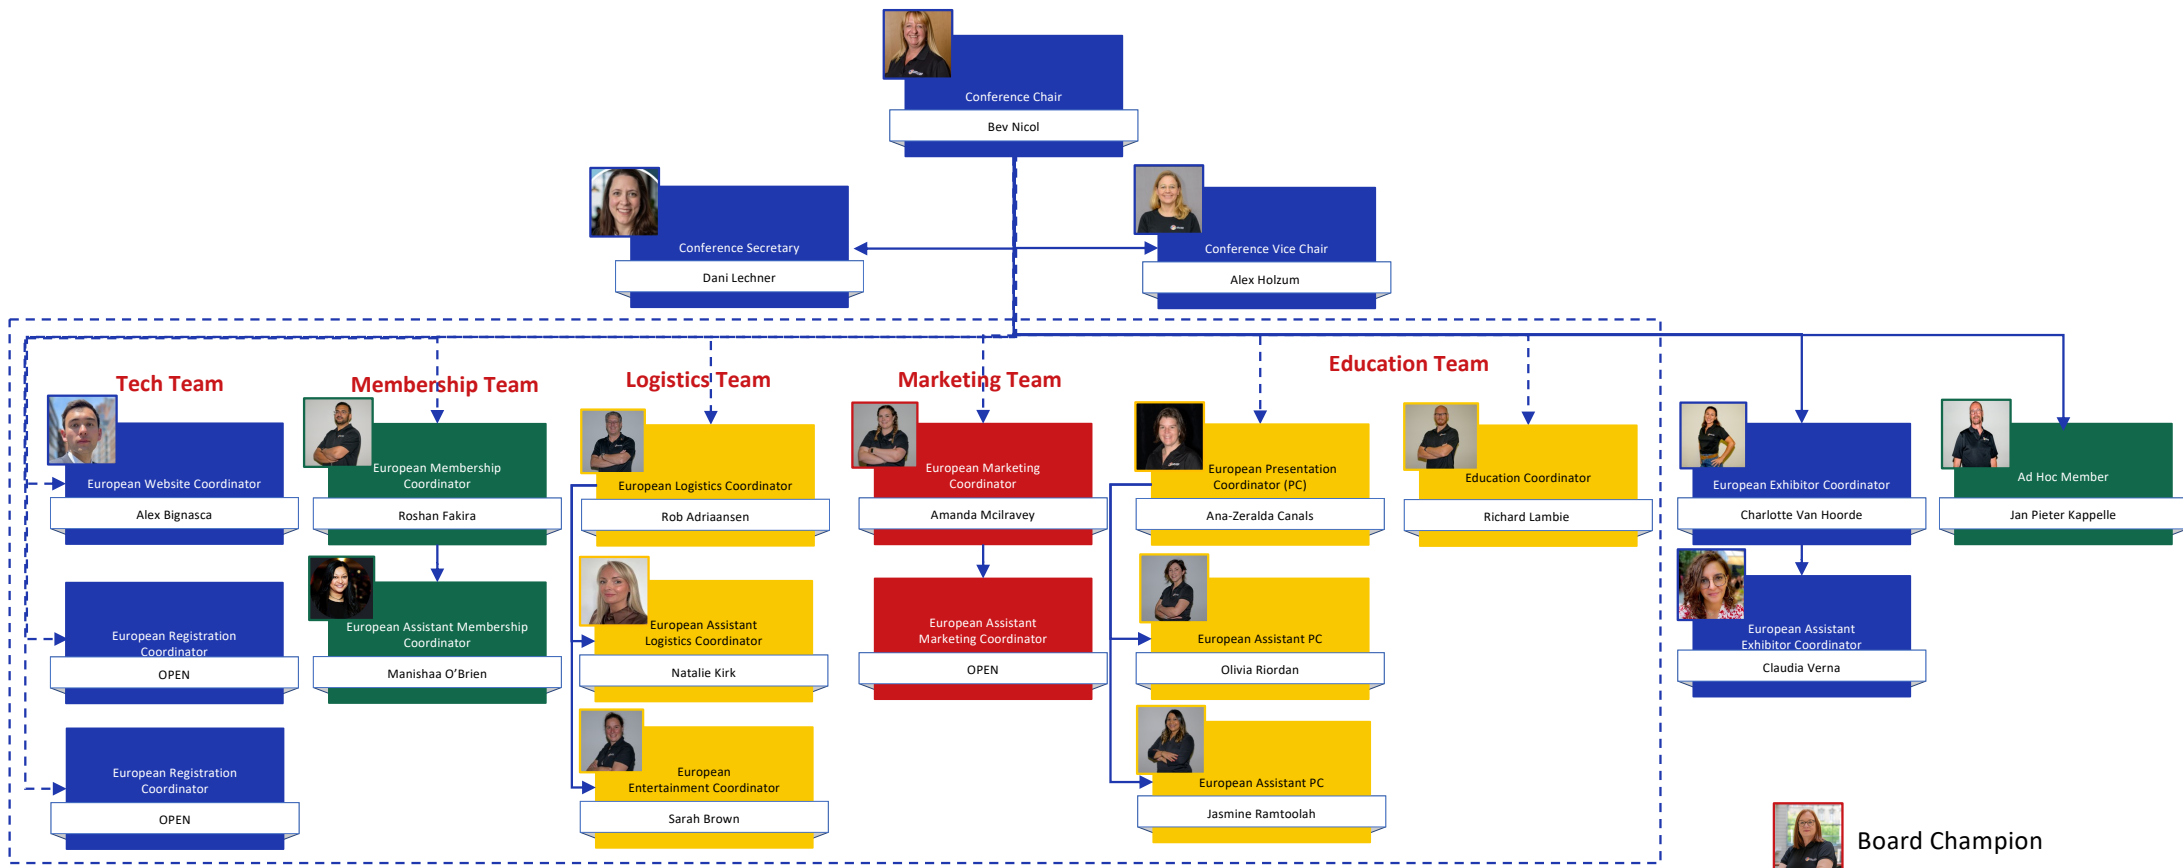 Conference Chair
Bev Nicol
Conference Secretary
Dani Lechner
Conference Vice Chair
Alex Holzum
Tech Team
Membership Team
Logistics Team
Marketing Team
Education Team
European Website Coordinator
Alex Bignasca
European Membership
Coordinator
Roshan Fakira
European Logistics Coordinator
Rob Adriaansen
European Marketing
Coordinator
Amanda Mcilravey
European Presentation
Coordinator (PC)
Ana-Zeralda Canals
Education Coordinator
Richard Lambie
European Exhibitor Coordinator
Charlotte Van Hoorde
Ad Hoc Member
Jan Pieter Kappelle
European Registration
Coordinator
OPEN
European Assistant Membership
Coordinator
Manishaa O’Brien
European Assistant
Logistics Coordinator
Natalie Kirk
European Assistant
Marketing Coordinator
OPEN
European Assistant PC
Olivia Riordan
European Assistant
Exhibitor Coordinator
Claudia Verna
European Registration
Coordinator
OPEN
European
Entertainment Coordinator
Sarah Brown
European Assistant PC
Jasmine Ramtoolah
Board Champion